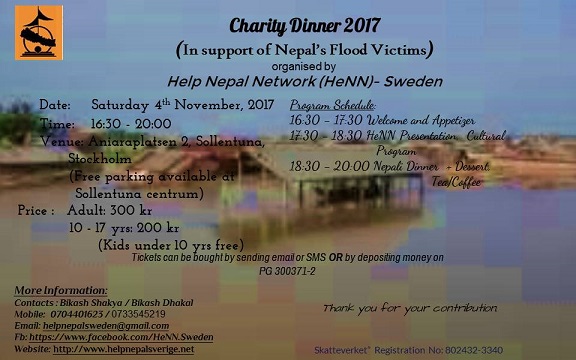 Charity Dinner 2017
(In support of Nepal's Flood Victims)
organised by
Help Nepal Network (HeNN)- Sweden
Date: Saturday 4th November, 2017
Time: 16:30 - 20:00
Venue: Aniaraplatsen 2, Sollentuna,
Stockholm
(Free parking available at
Sollentuna centrum)
Price : Adult: 300 kr
10 - 17 yrs: 200 kr
(Kids under 10 yrs free)
Program Schedule:
16:30 - 17:30 Welcome and Appetizer
17:30 - 18:30 HeNN Presentation, Cultural
Program
18:30 - 20:00 Nepali Dinner + Dessert,
Tea/Coffee
Tickets can be bought by sending email or SMS OR by depositing money on
PG 300371-2
More Information:
Contacts : Bikash Shakya / Bikash Dhakal
Mobile: 0704401623 / 0733545219
Email: helpnepalsweden@gmail.com
Fb: https://www.facebook.com/HeNN.Sweden
Website: http://www.helpnepalsverige.net
Thank you for your contribution.
Skatteverket" Registration No: 802432-3340